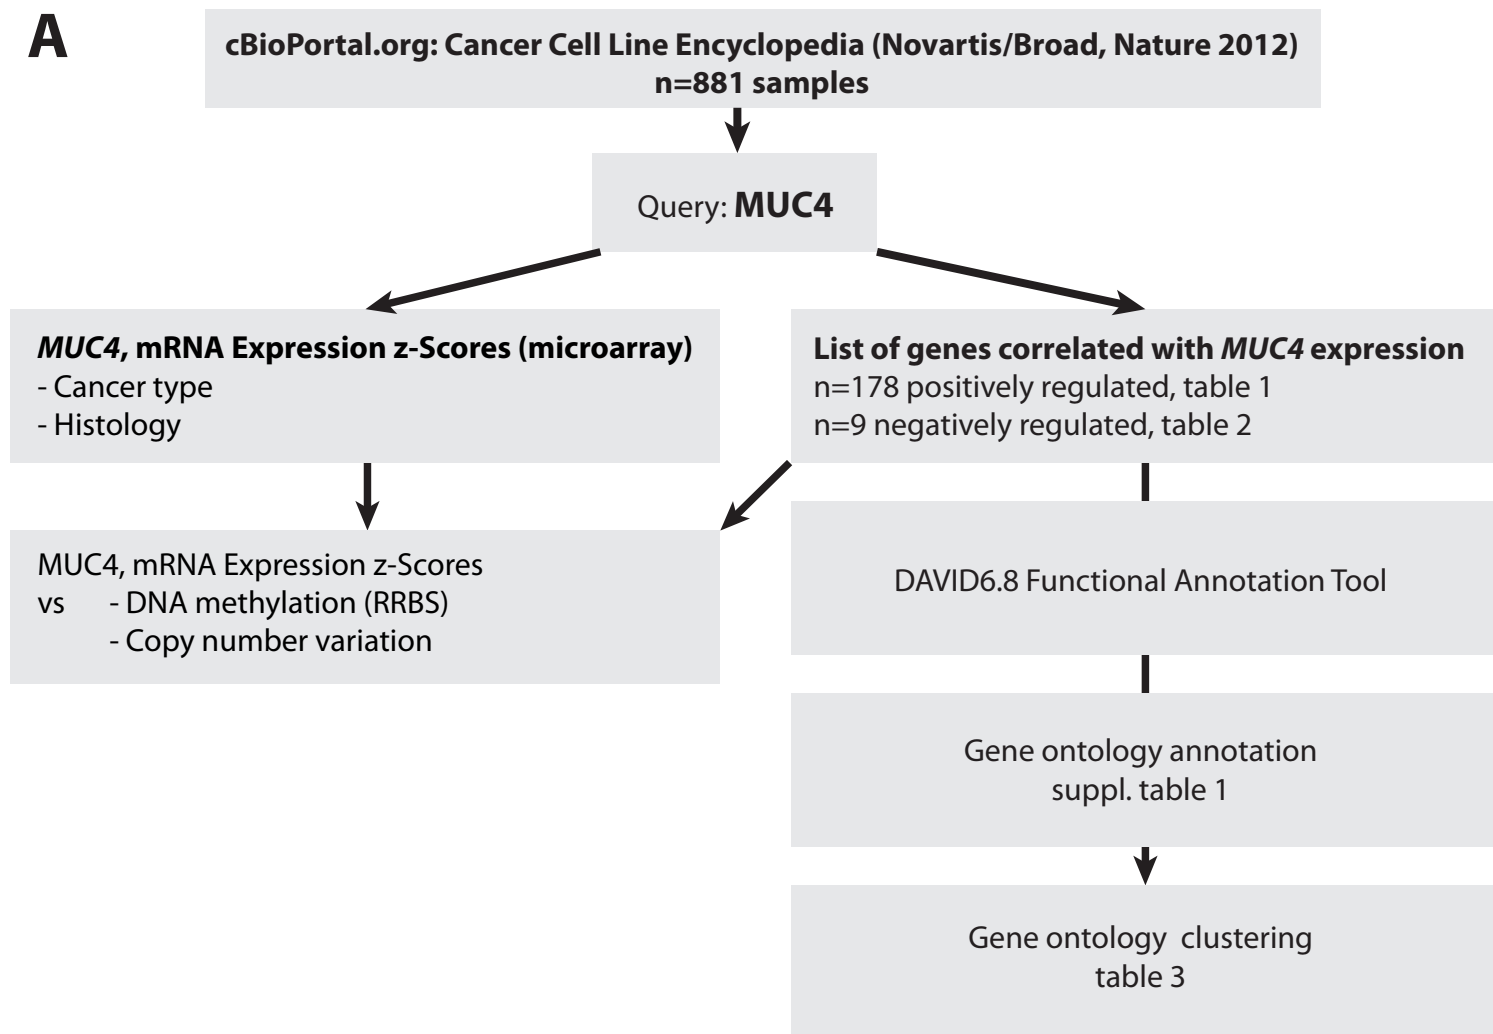 A
cBioPortal.org: Cancer Cell Line Encyclopedia (Novartis/Broad, Nature 2012)
n=881 samples
Query: MUC4
MUC4, mRNA Expression z-Scores (microarray)
- Cancer type
- Histology
List of genes correlated with MUC4 expression
n=178 positively regulated, table 1
n=9 negatively regulated, table 2
MUC4, mRNA Expression z-Scores
vs - DNA methylation (RRBS)
- Copy number variation
DAVID6.8 Functional Annotation Tool
Gene ontology annotation
suppl. table 1
Gene ontology clustering
table 3